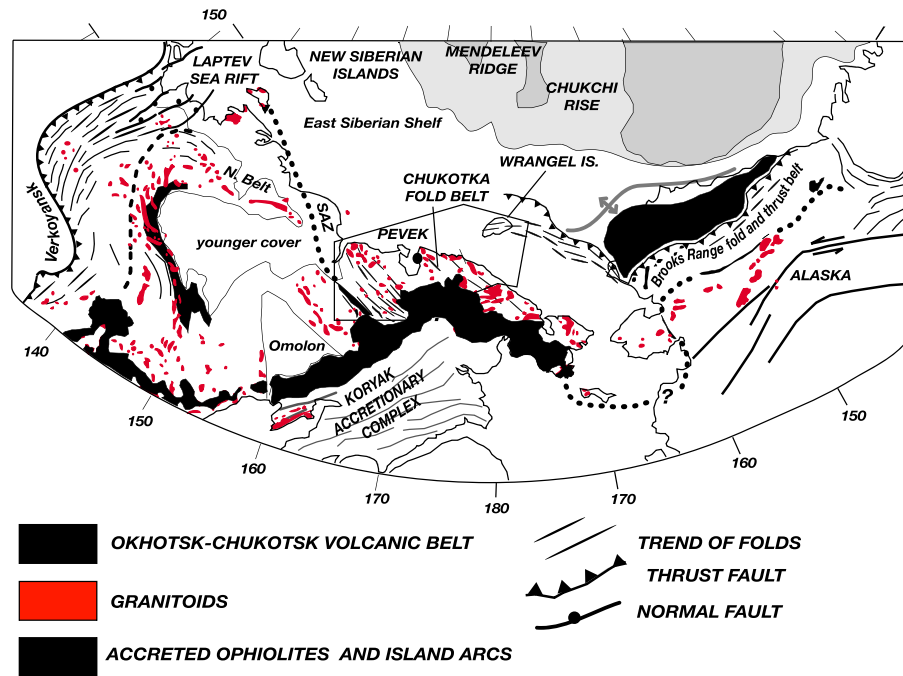 150
LAPTEV
SEA RIFT
NEW SIBERIAN
ISLANDS
MENDELEEV
RIDGE
CHUKCHI
RISE
East Siberian Shelf
WRANGEL IS.
CHUKOTKA
FOLD BELT
N. Belt
SAZ
PEVEK
Verkoyansk
younger cover
Brooks Range fold and thrust belt
ALASKA
Omolon
KORYAK
ACCRETIONARY
COMPLEX
?
140
150
160
170
180
170
160
150
OKHOTSK-CHUKOTSK VOLCANIC BELT
GRANITOIDS
ACCRETED OPHIOLITES AND ISLAND ARCS
TREND OF FOLDS
THRUST FAULT
NORMAL FAULT